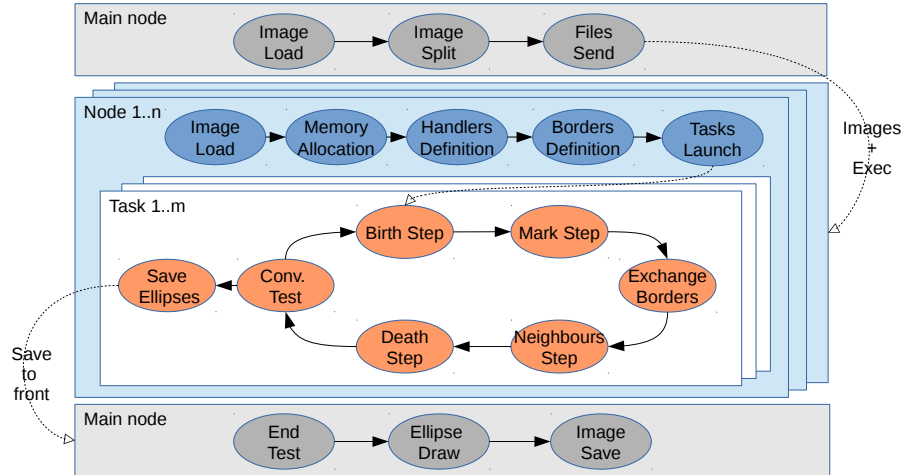 Main node
Image
Load
Image
Split
Files
Send
Node 1..n
Image
Load
Memory
Allocation
Handlers
Definition
Borders
Definition
Tasks
Launch
Images
+
Exec
Task 1..m
Birth Step
Mark Step
Save
Ellipses
Conv.
Test
Exchange
Borders
Death
Step
Neighbours
Step
Save
to
front
Main node
End
Test
Ellipse
Draw
Image
Save